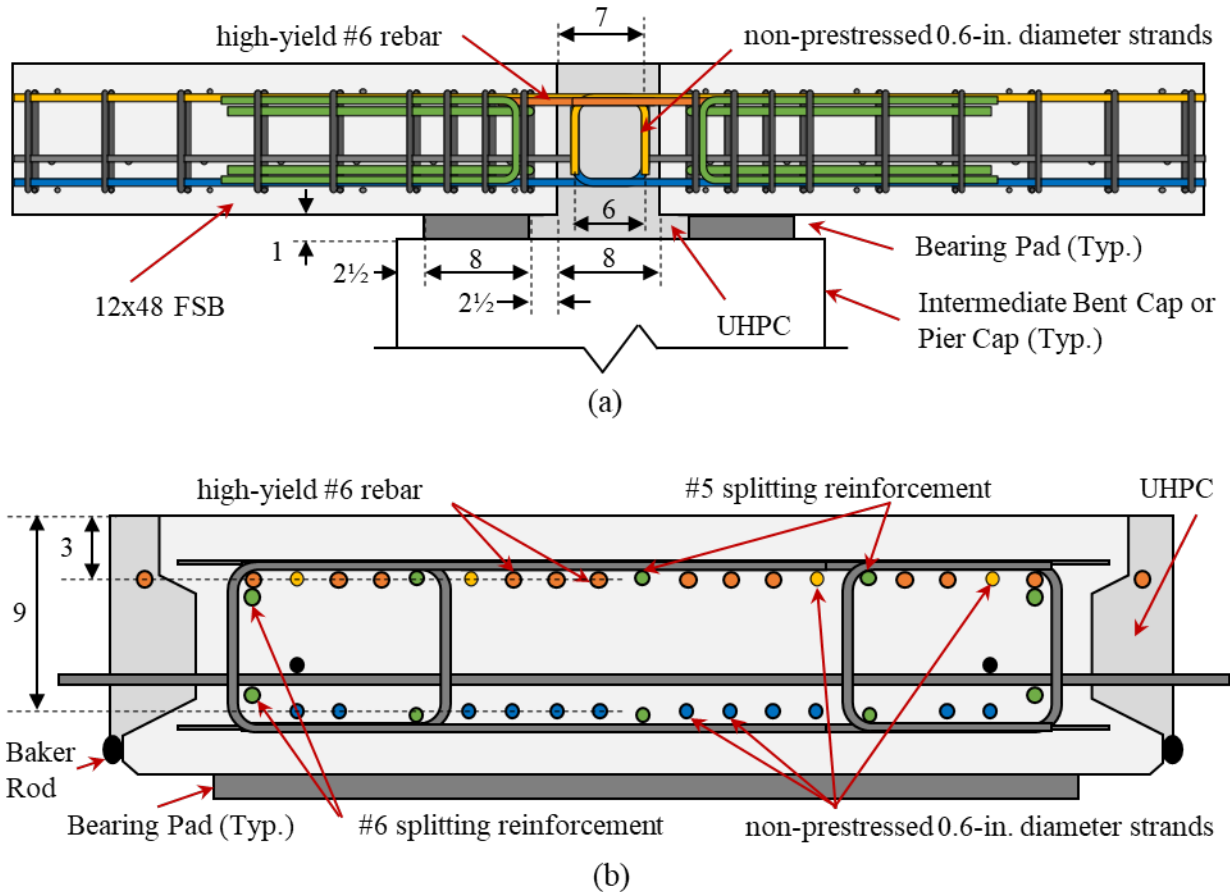 7
high-yield #6 rebar
non-prestressed 0.6-in. diameter strands
6
1
8
8
2½
2½
12x48 FSB
UHPC
Bearing Pad (Typ.)
Intermediate Bent Cap or
Pier Cap (Typ.)
(a)
high-yield #6 rebar
#5 splitting reinforcement
UHPC
3
9
Baker
Rod
Bearing Pad (Typ.)
#6 splitting reinforcement
non-prestressed 0.6-in. diameter strands
(b)